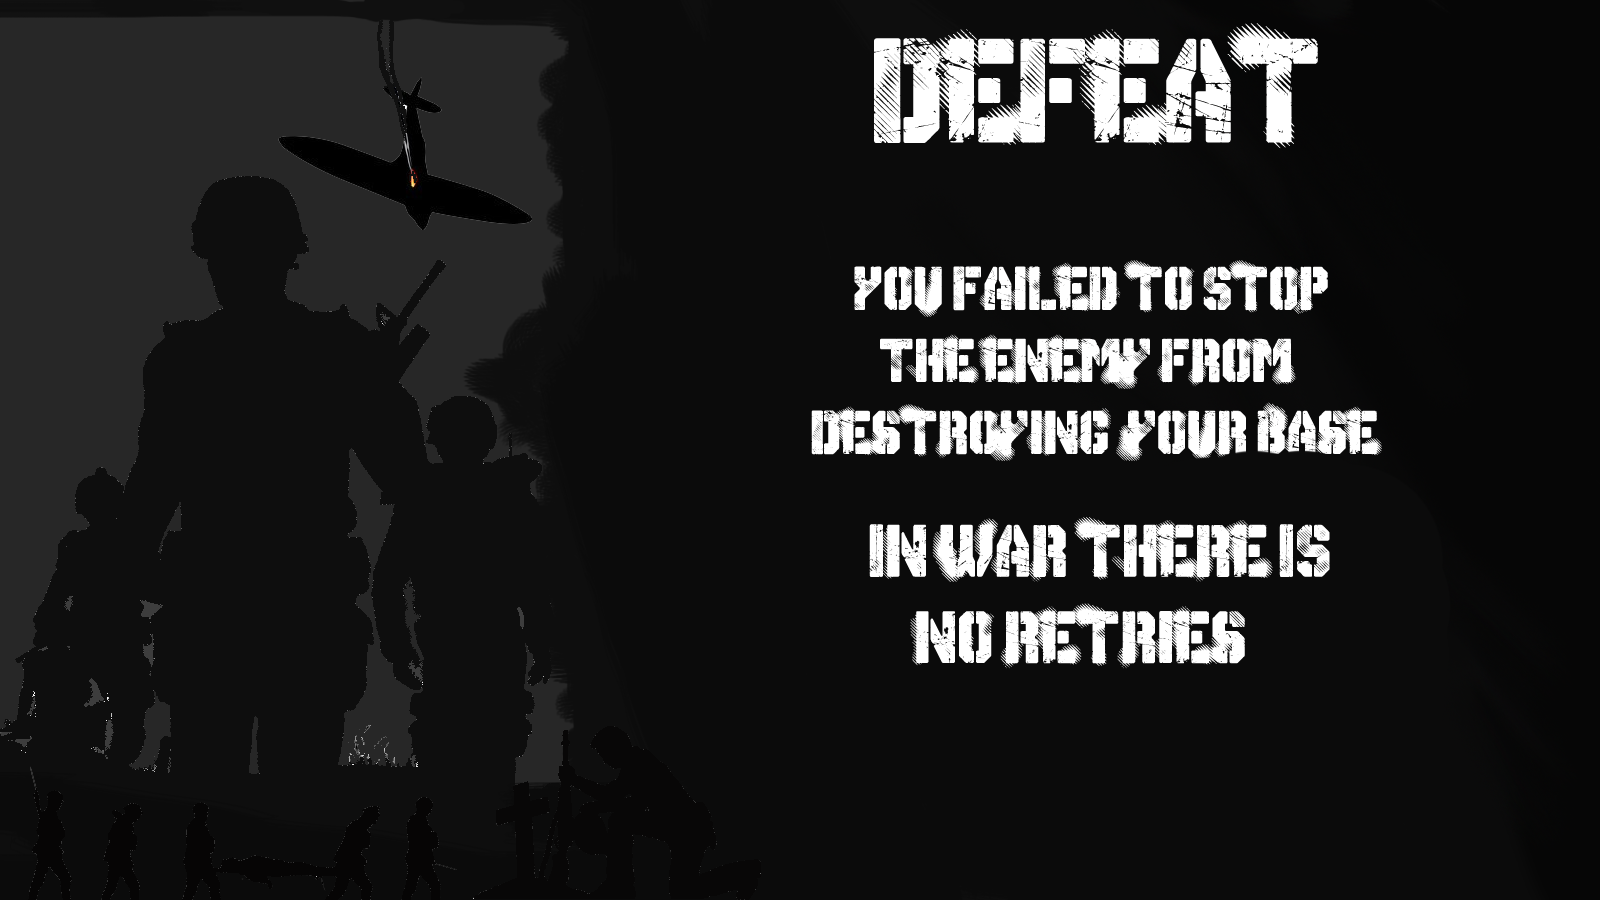 DEFEAT
YOU FAILED TO STOP
THE ENEMY FROM
DESTROYING YOUR BASE
IN WAR THERE IS
NO RETRIES